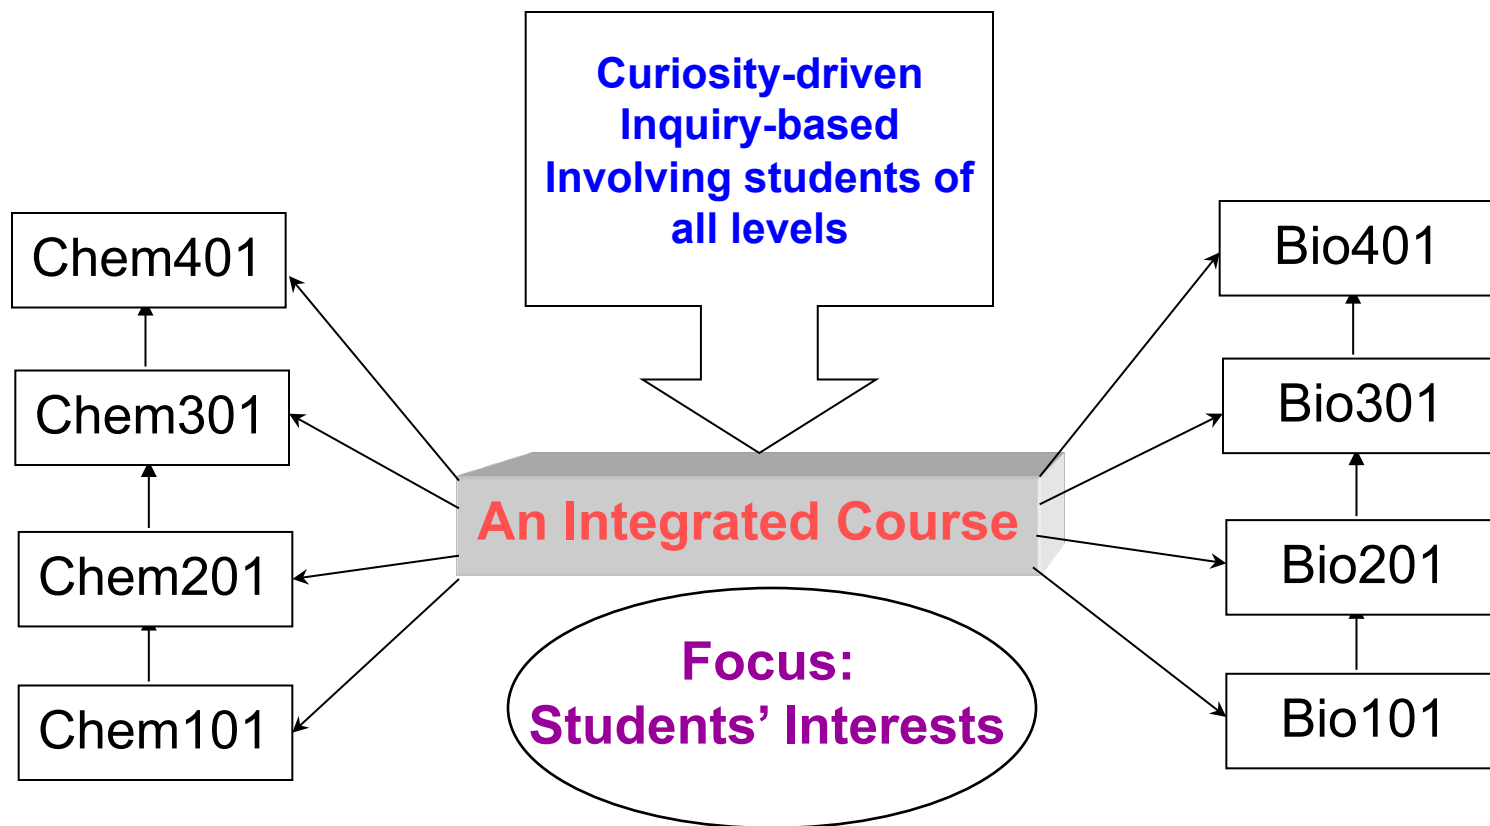 Curiosity-driven
Inquiry-based
Involving students of
all levels
Chem401
Chem301
Chem201
Chem101
An Integrated Course
Focus:
Students’ Interests
Bio401
Bio301
Bio201
Bio101